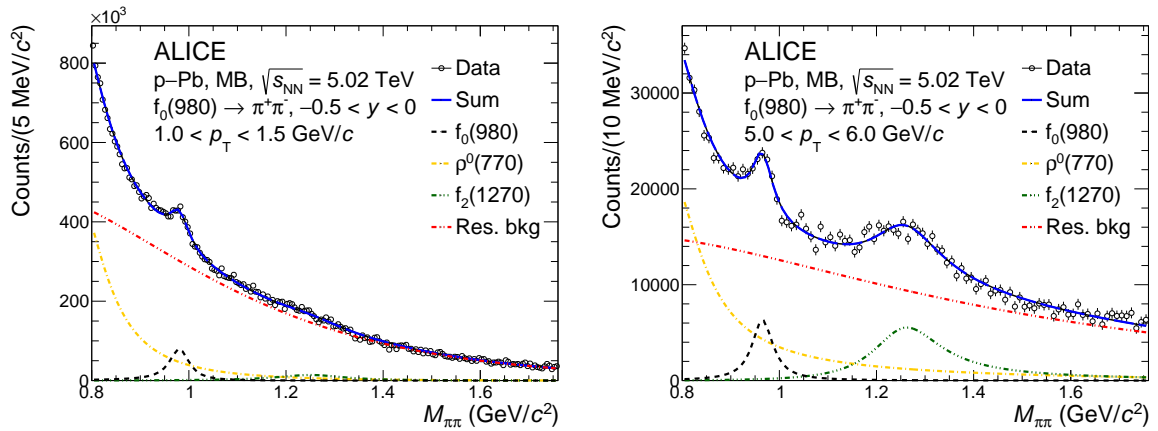 ×10³
ALICE
p–Pb, MB, √s_NN = 5.02 TeV
f₀(980) → π⁺π⁻, −0.5 < y < 0
1.0 < p_T < 1.5 GeV/c
Data
Sum
f₀(980)
ρ⁰(770)
f₂(1270)
Res. bkg
Counts/(5 MeV/c²)
800
600
400
200
0
0.8 1 1.2 1.4 1.6
M_ππ (GeV/c²)
ALICE
p–Pb, MB, √s_NN = 5.02 TeV
f₀(980) → π⁺π⁻, −0.5 < y < 0
5.0 < p_T < 6.0 GeV/c
Data
Sum
f₀(980)
ρ⁰(770)
f₂(1270)
Res. bkg
Counts/(10 MeV/c²)
30000
20000
10000
0
0.8 1 1.2 1.4 1.6
M_ππ (GeV/c²)